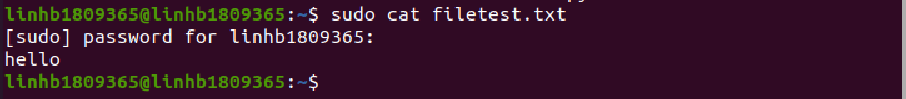 linhb1809365@linhb1809365:~$ sudo cat filetest.txt
[sudo] password for linhb1809365:
hello
linhb1809365@linhb1809365:~$